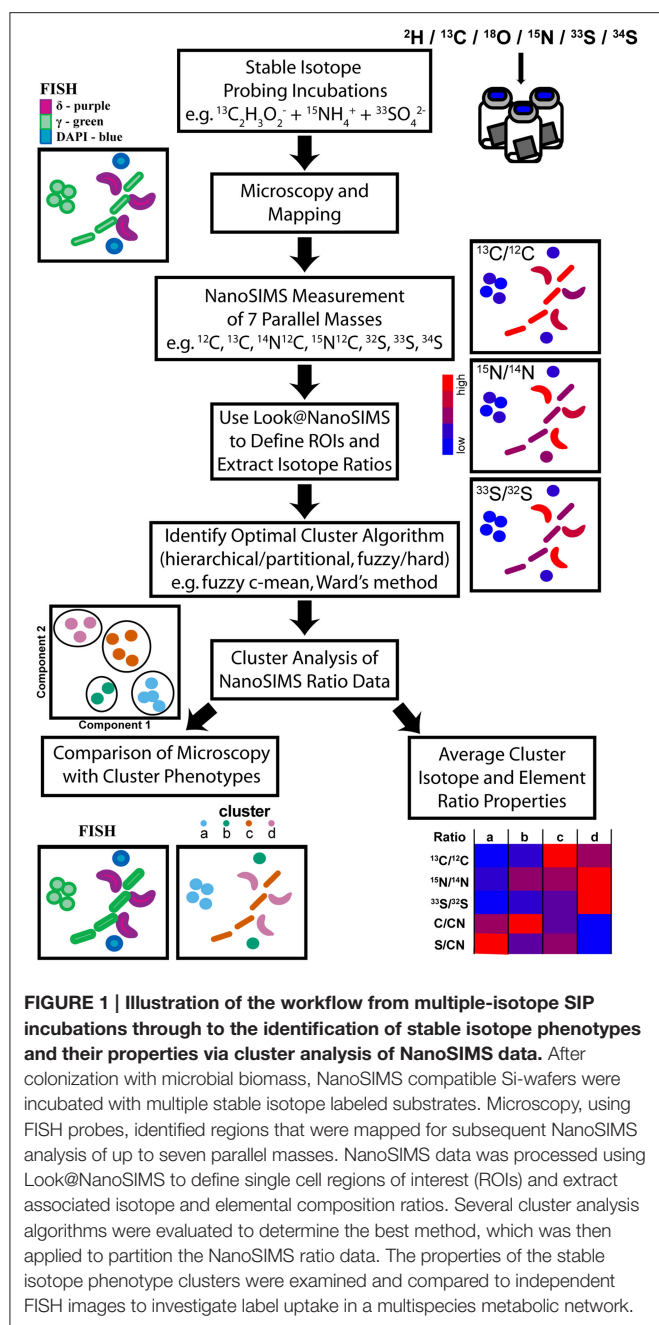 ²H / ¹³C / ¹⁸O / ¹⁵N / ³³S / ³⁴S
Stable Isotope
Probing Incubations
e.g. ¹³C₂H₃O₂⁻ + ¹⁵NH₄⁺ + ³³SO₄²⁻
FISH
δ - purple
γ - green
DAPI - blue
Microscopy and
Mapping
NanoSIMS Measurement
of 7 Parallel Masses
e.g. ¹²C, ¹³C, ¹⁴N¹²C, ¹⁵N¹²C, ³²S, ³³S, ³⁴S
¹³C/¹²C
¹⁵N/¹⁴N
³³S/³²S
high
low
Use Look@NanoSIMS
to Define ROIs and
Extract Isotope Ratios
Identify Optimal Cluster Algorithm
(hierarchical/partitional, fuzzy/hard)
e.g. fuzzy c-mean, Ward's method
Component 2
Component 1
Cluster Analysis of
NanoSIMS Ratio Data
Comparison of Microscopy
with Cluster Phenotypes
Average Cluster
Isotope and Element
Ratio Properties
FISH
cluster
a b c d
Ratio a b c d
¹³C/¹²C
¹⁵N/¹⁴N
³³S/³²S
C/CN
S/CN
FIGURE 1 | Illustration of the workflow from multiple-isotope SIP
incubations through to the identification of stable isotope phenotypes
and their properties via cluster analysis of NanoSIMS data. After
colonization with microbial biomass, NanoSIMS compatible Si-wafers were
incubated with multiple stable isotope labeled substrates. Microscopy, using
FISH probes, identified regions that were mapped for subsequent NanoSIMS
analysis of up to seven parallel masses. NanoSIMS data was processed using
Look@NanoSIMS to define single cell regions of interest (ROIs) and extract
associated isotope and elemental composition ratios. Several cluster analysis
algorithms were evaluated to determine the best method, which was then
applied to partition the NanoSIMS ratio data. The properties of the stable
isotope phenotype clusters were examined and compared to independent
FISH images to investigate label uptake in a multispecies metabolic network.